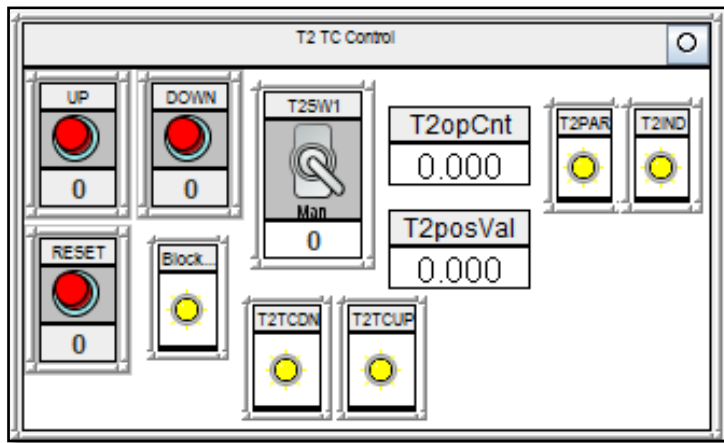 T2 TC Control
UP
0
DOWN
0
T2SW1
Man
0
T2opCnt
0.000
T2posVal
0.000
T2PAR
T2IND
RESET
0
Block...
T2TCDN
T2TCUP